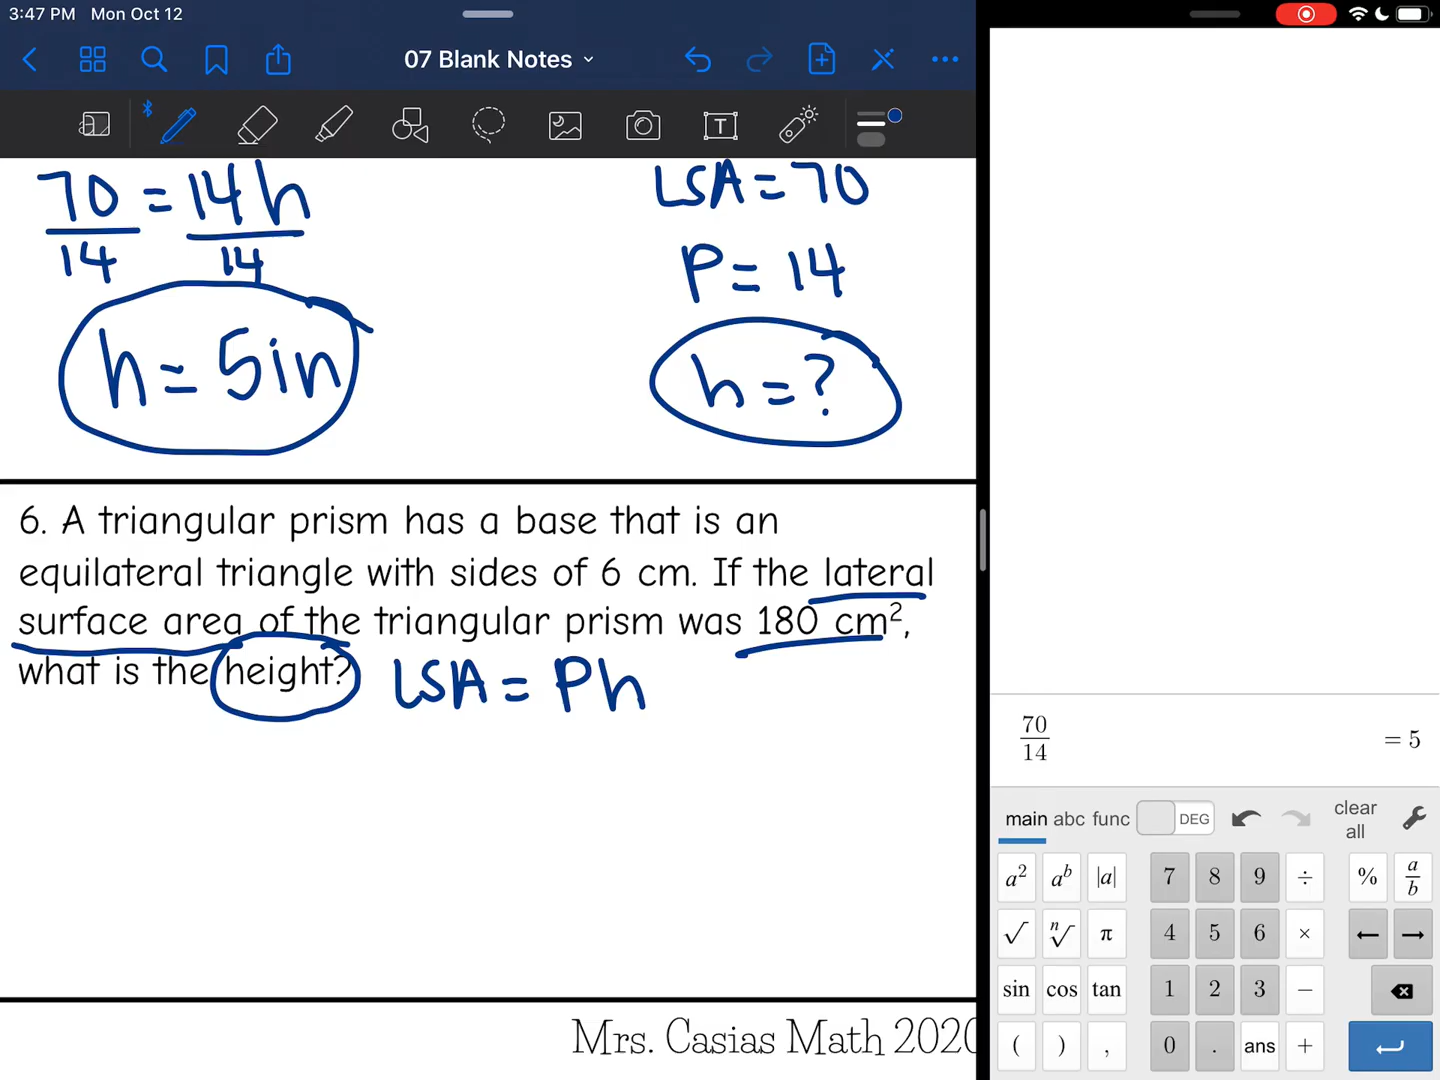 3:47 PM Mon Oct 12
07 Blank Notes
70 = 14h
14 14
h = 5in
LSA = 70
P = 14
h = ?
6. A triangular prism has a base that is an
equilateral triangle with sides of 6 cm. If the lateral
surface area of the triangular prism was 180 cm²,
what is the height? LSA = Ph
Mrs. Casias Math 2020
70
14
= 5
main abc func DEG clear all
a² aᵇ |a| 7 8 9 ÷ % a/b
√ ⁿ√ π 4 5 6 × ← →
sin cos tan 1 2 3 −
( ) , 0 . ans +